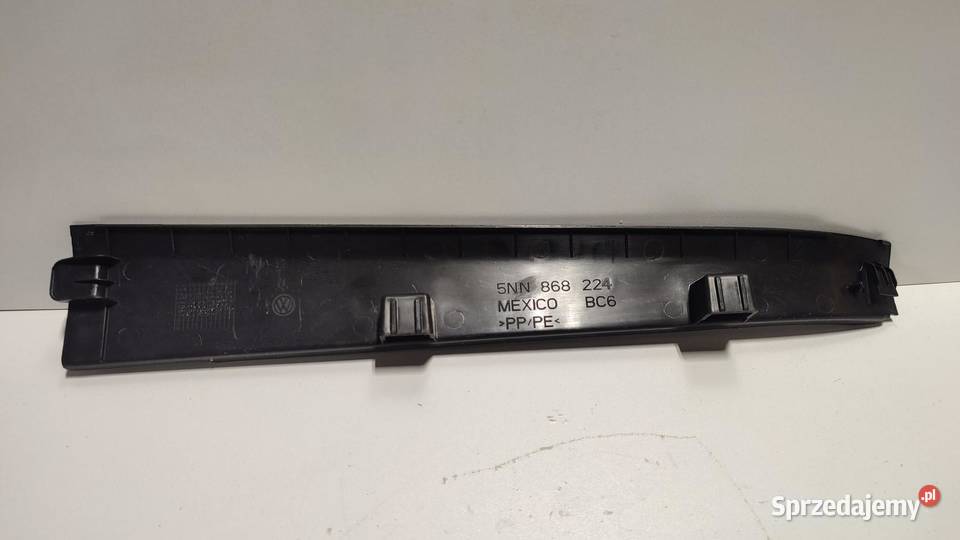 5NN 868 224
MEXICO BC6
>PP/PE<
Sprzedajemy.pl